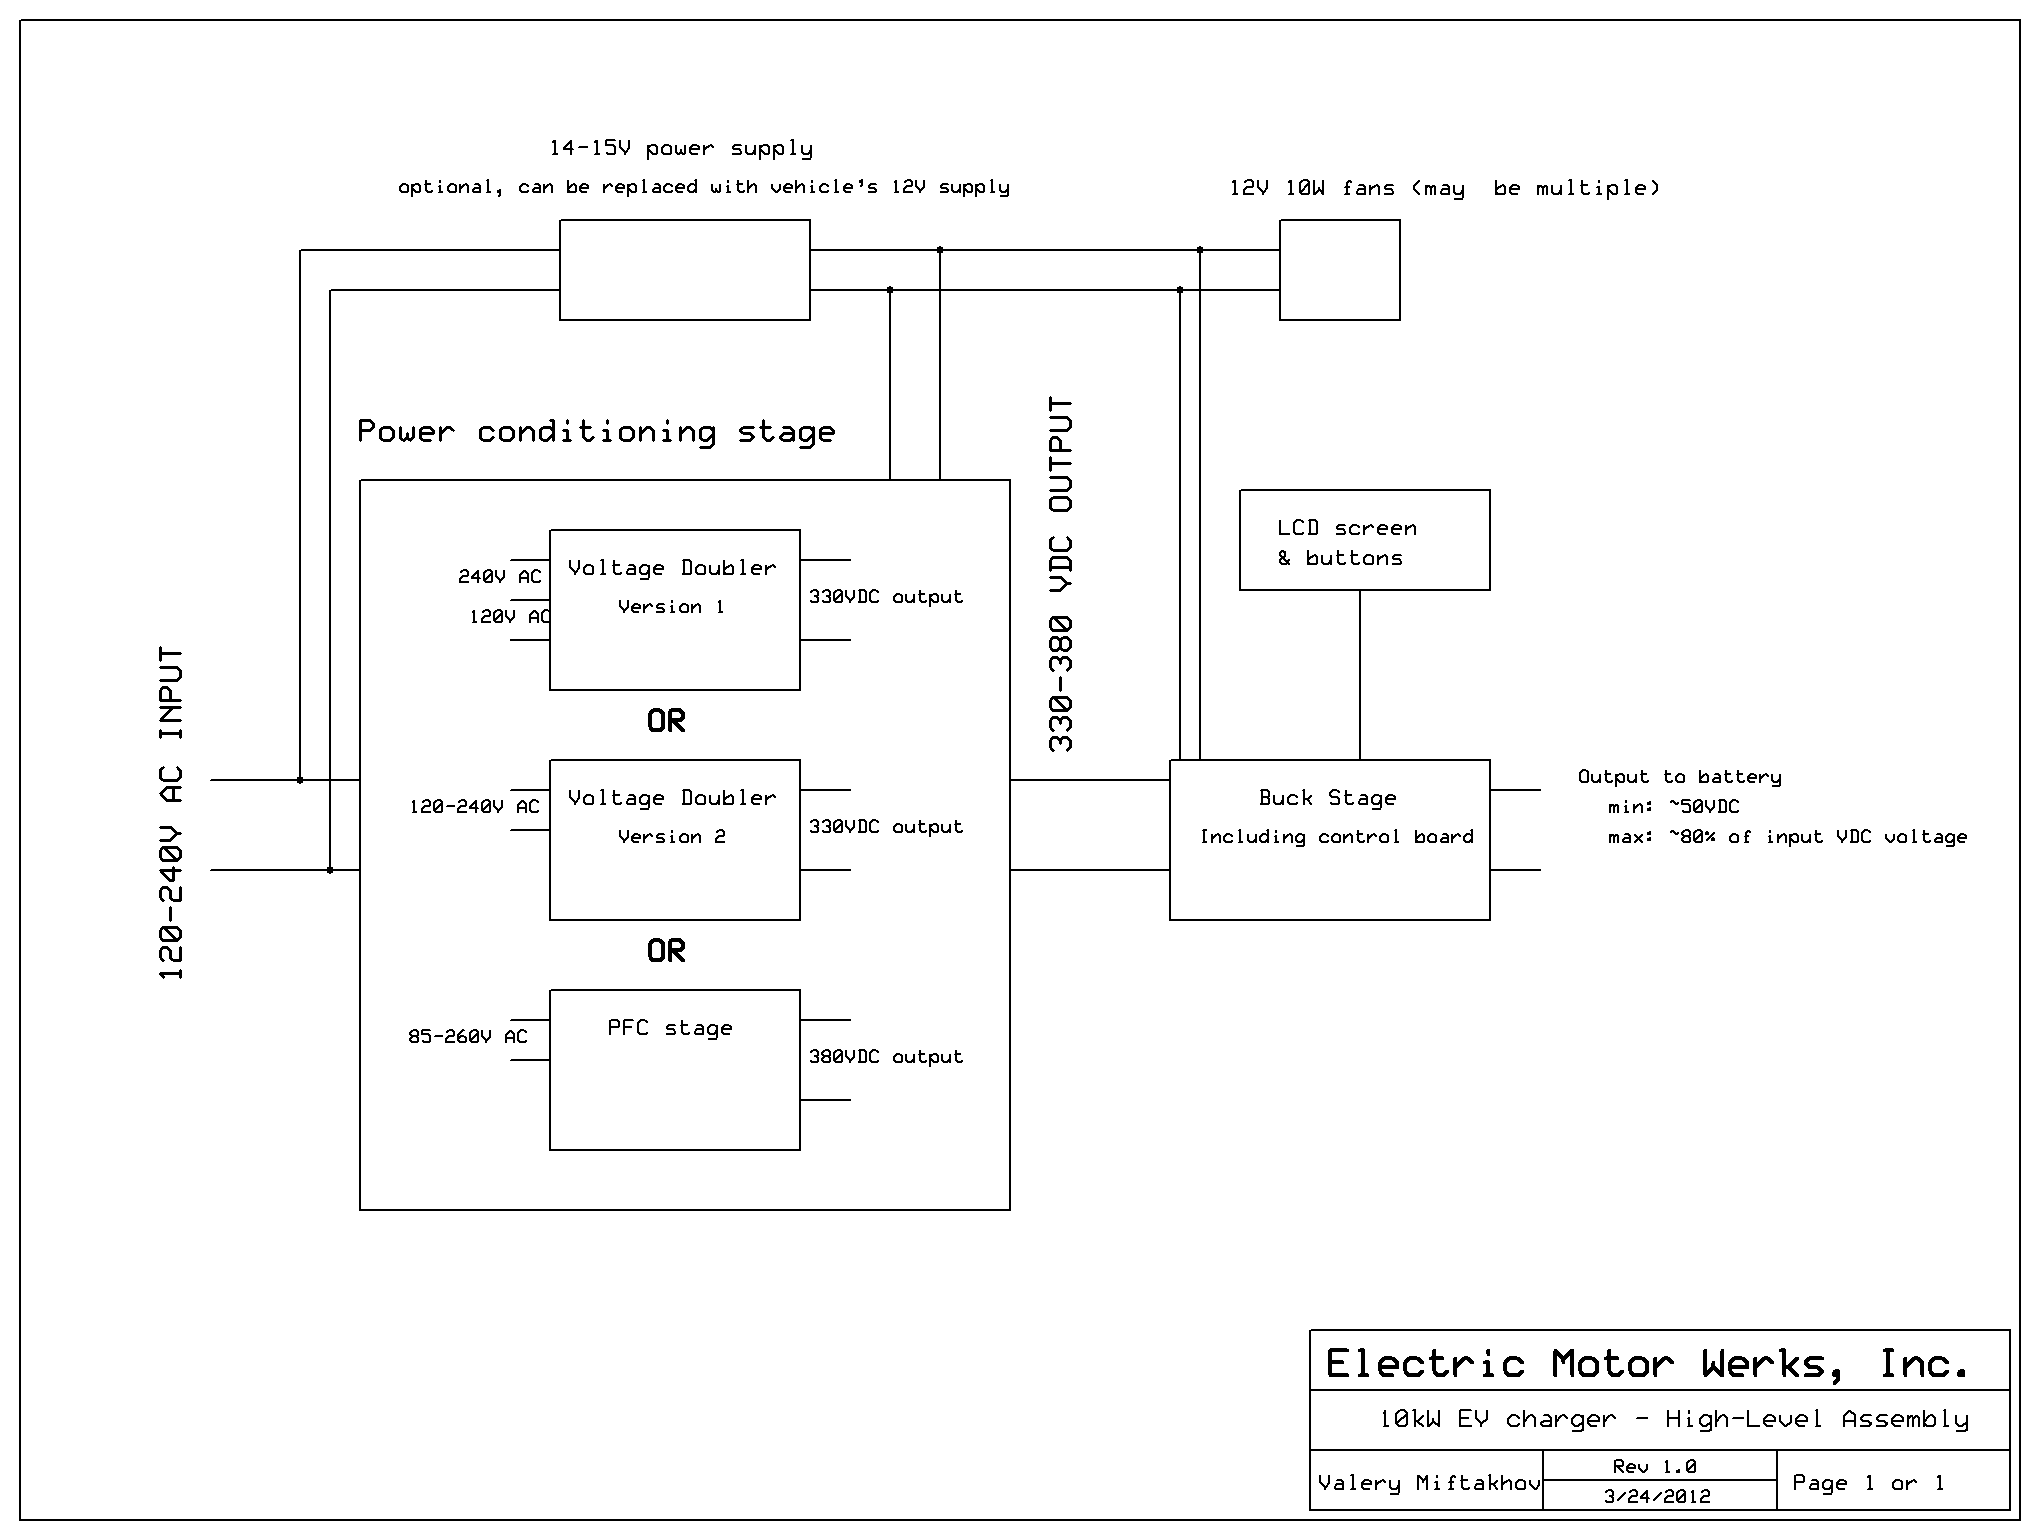 14-15V power supply
optional, can be replaced with vehicle's 12V supply
12V 10W fans (may  be multiple)
Power conditioning stage
330-380 VDC OUTPUT
120-240V AC INPUT
240V AC
120V AC
Voltage Doubler
Version 1
330VDC output
OR
120-240V AC
Voltage Doubler
Version 2
330VDC output
OR
85-260V AC
PFC stage
380VDC output
LCD screen
& buttons
Buck Stage
Including control board
Output to battery
min: ~50VDC
max: ~80% of input VDC voltage
Electric Motor Werks, Inc.
10kW EV charger - High-Level Assembly
Valery Miftakhov
Rev 1.0
3/24/2012
Page 1 or 1